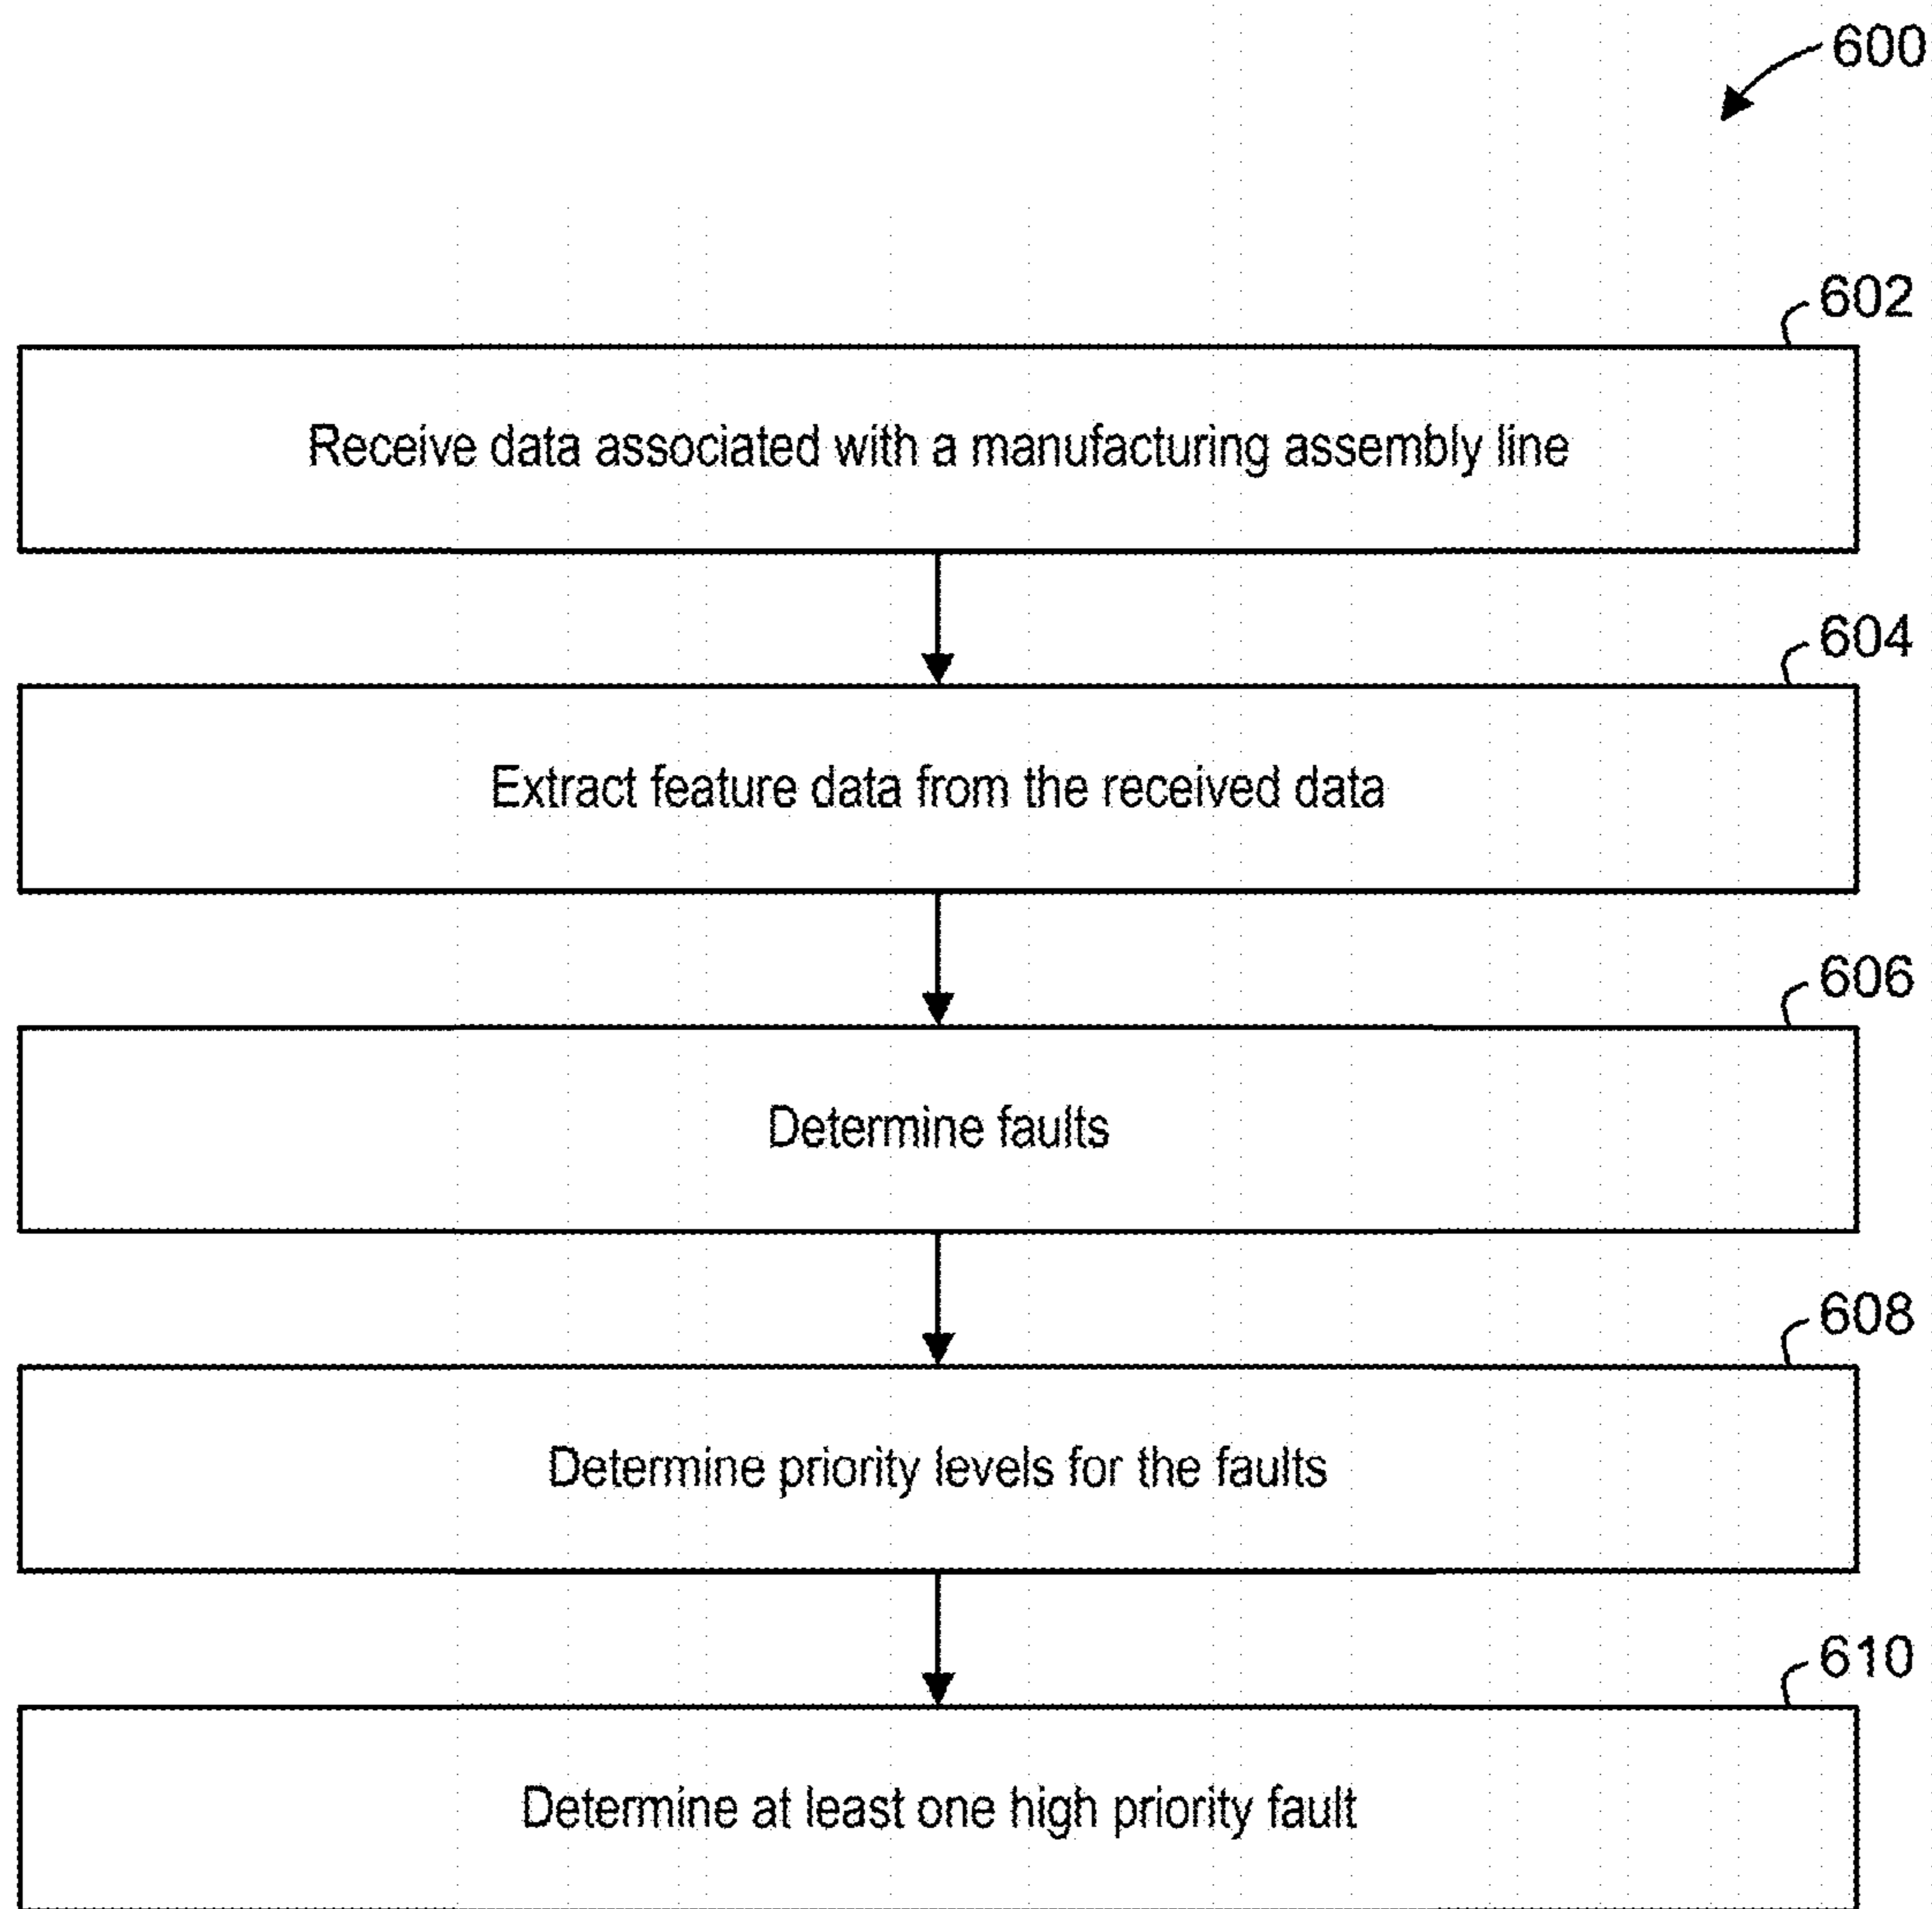 600
602
Receive data associated with a manufacturing assembly line
604
Extract feature data from the received data
606
Determine faults
608
Determine priority levels for the faults
610
Determine at least one high priority fault